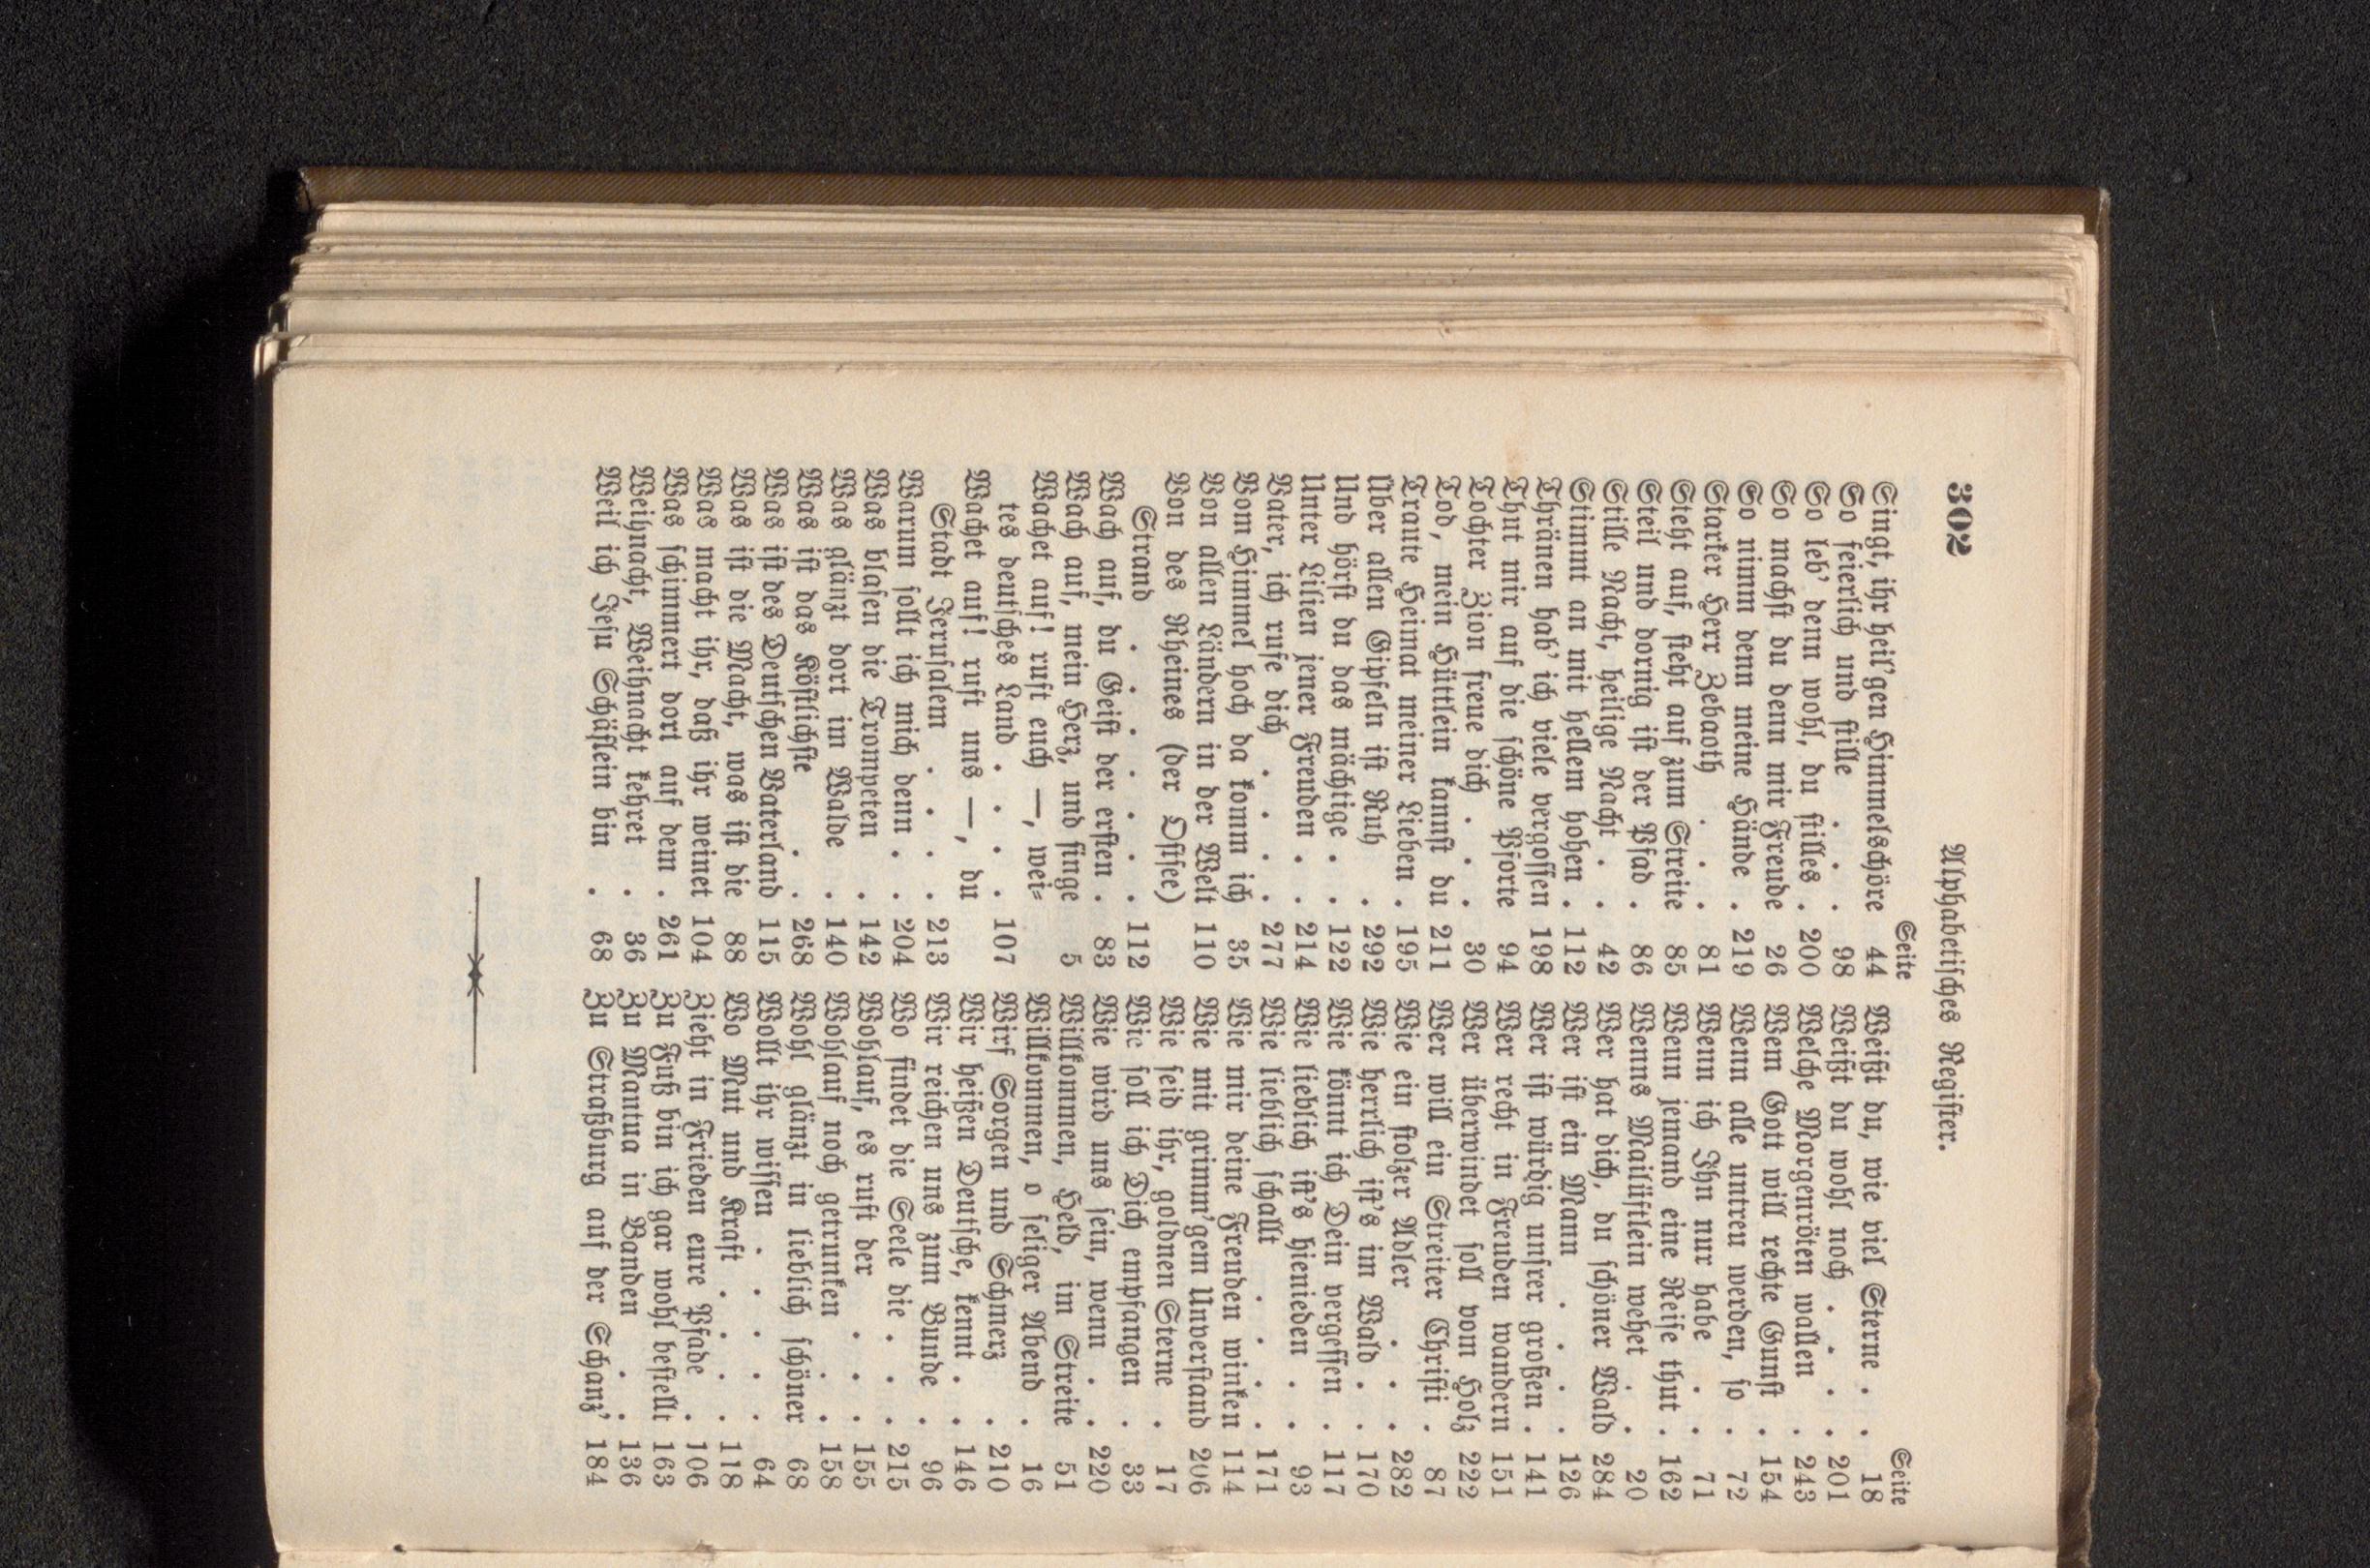 302
Alphabetisches Register.
Seite
Singt, ihr heil'gen Himmelschöre 44
So feierlich und stille . . . 98
So leb' denn wohl, du stilles . 200
So machst du denn mir Freude 26
So nimm denn meine Hände . 219
Starker Herr Zebaoth . . . 81
Steht auf, steht auf zum Streite 85
Steil und dornig ist der Pfad . 86
Stille Nacht, heilige Nacht . . 42
Stimmt an mit hellem hohen . 112
Thränen hab' ich viele vergossen 198
Thut mir auf die schöne Pforte 94
Tochter Zion freue dich . . . 30
Tod, mein Hüttlein kannst du 211
Traute Heimat meiner Lieben . 195
Über allen Gipfeln ist Ruh . 292
Und hörst du das mächtige . . 122
Unter Lilien jener Freuden . . 214
Vater, ich rufe dich . . . . 277
Vom Himmel hoch da komm ich 35
Von allen Ländern in der Welt 110
Von des Rheines (der Ostsee)
Strand . . . . . . . 112
Wach auf, du Geist der ersten . 83
Wach auf, mein Herz, und singe 5
Wachet auf! ruft euch —, wei-
tes deutsches Land . . . . 107
Wachet auf! ruft uns —, du
Stadt Jerusalem . . . . 213
Warum sollt ich mich denn . . 204
Was blasen die Trompeten . 142
Was glänzt dort im Walde . 140
Was ist das Köstlichste . . 268
Was ist des Deutschen Vaterland 115
Was ist die Macht, was ist die 88
Was macht ihr, daß ihr weinet 104
Was schimmert dort auf dem . 261
Weihnacht, Weihnacht kehret . 36
Weil ich Jesu Schäflein bin . 68
Seite
Weißt du, wie viel Sterne . . 18
Weißt du wohl noch . . . . 201
Welche Morgenröten wallen . 243
Wem Gott will rechte Gunst . 154
Wenn alle untreu werden, so . 72
Wenn ich Ihn nur habe . . 71
Wenn jemand eine Reise thut . 162
Wenns Mailüftlein wehet . . 20
Wer hat dich, du schöner Wald 284
Wer ist ein Mann . . . . 126
Wer ist würdig unsrer großen . 141
Wer recht in Freuden wandern 151
Wer überwindet soll vom Holz 222
Wer will ein Streiter Christi . 87
Wie ein stolzer Adler . . . 282
Wie herrlich ist's im Wald . . 170
Wie könnt ich Dein vergessen . 117
Wie lieblich ist's hienieden . . 93
Wie lieblich schallt . . . . 171
Wie mir deine Freuden winken 114
Wie mit grimm'gem Unverstand 206
Wie seid ihr, goldnen Sterne . 17
Wie soll ich Dich empfangen . 33
Wie wird uns sein, wenn . . 220
Willkommen, Held, im Streite 51
Willkommen, o seliger Abend . 16
Wirf Sorgen und Schmerz . 210
Wir heißen Deutsche, kennt . . 146
Wir reichen uns zum Bunde . 96
Wo findet die Seele die . . . 215
Wohlauf, es ruft der . . . 155
Wohlauf noch getrunken . . 158
Wohl glänzt in lieblich schöner 68
Wollt ihr wissen . . . . . 64
Wo Mut und Kraft . . . . 118
Zieht in Frieden eure Pfade . 106
Zu Fuß bin ich gar wohl bestellt 163
Zu Mantua in Banden . . 136
Zu Straßburg auf der Schanz' 184